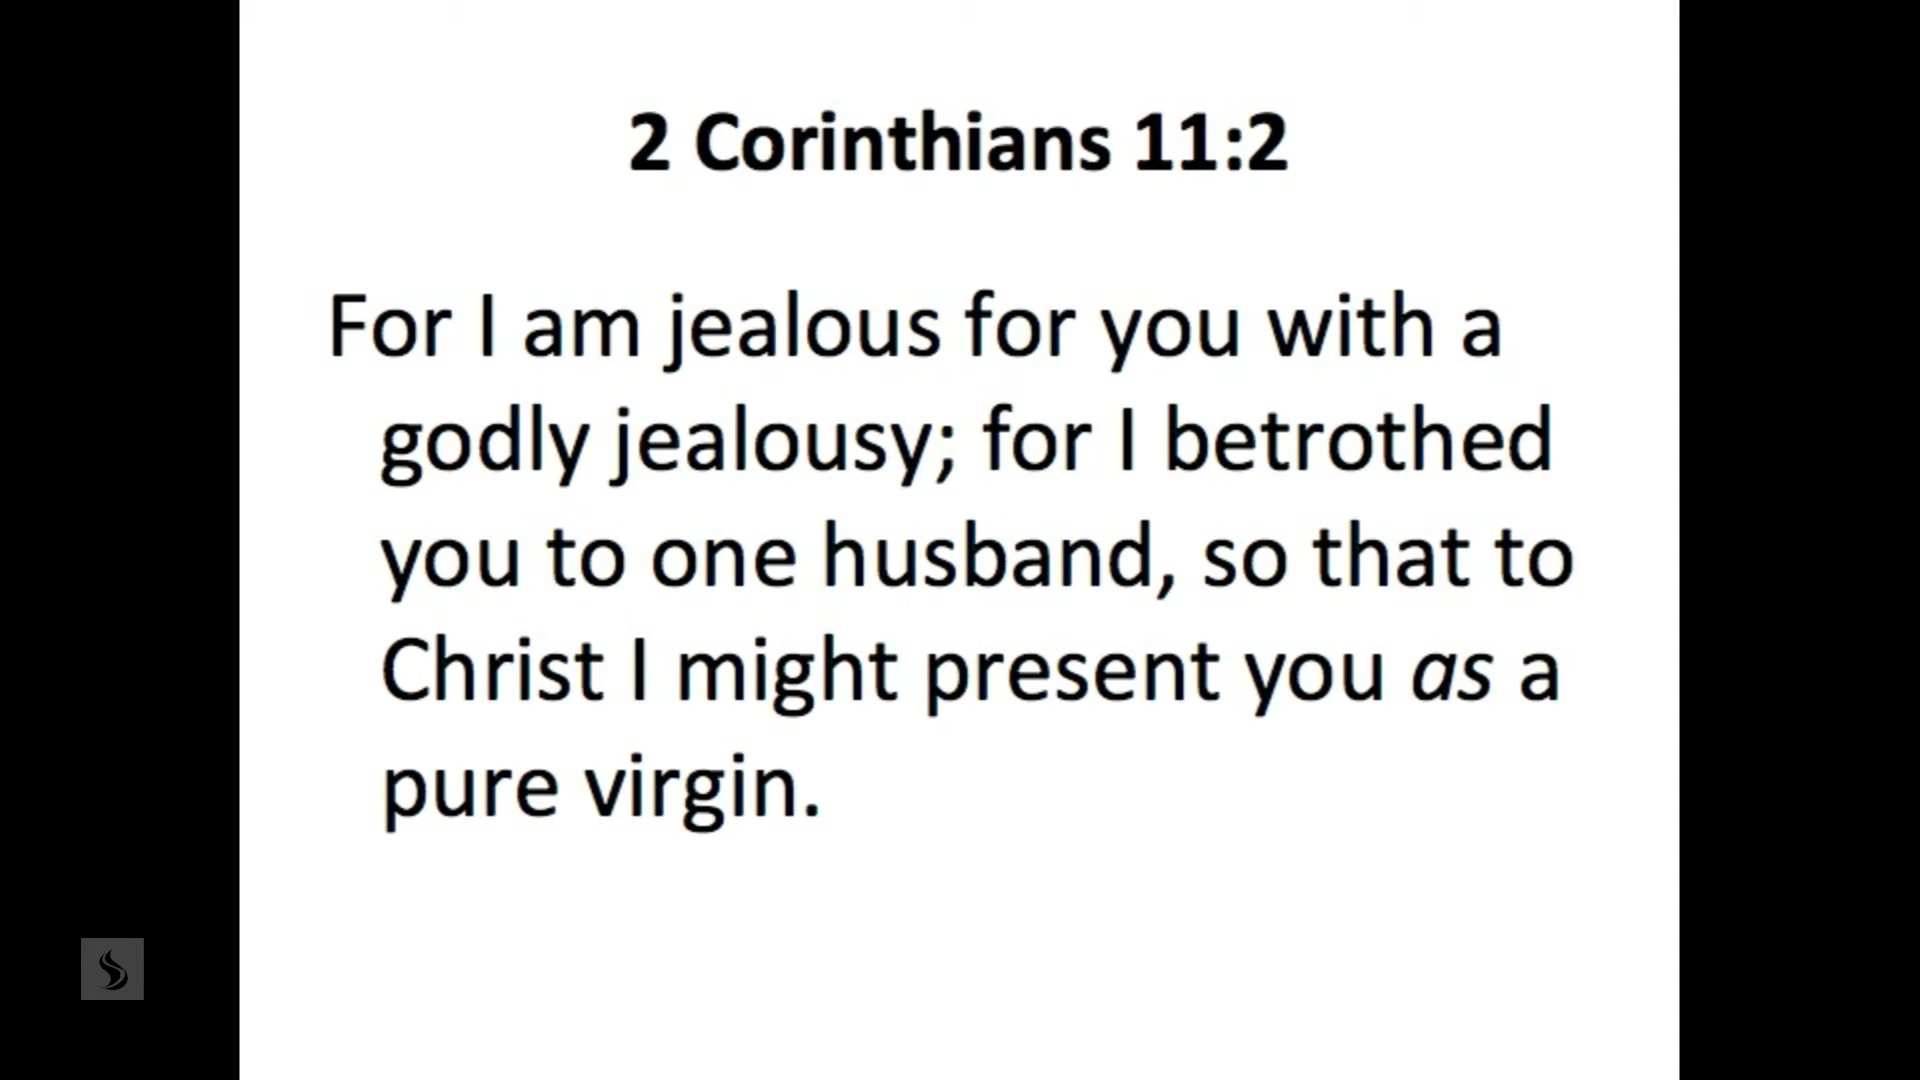 2 Corinthians 11:2
For I am jealous for you with a
godly jealousy; for I betrothed
you to one husband, so that to
Christ I might present you as a
pure virgin.